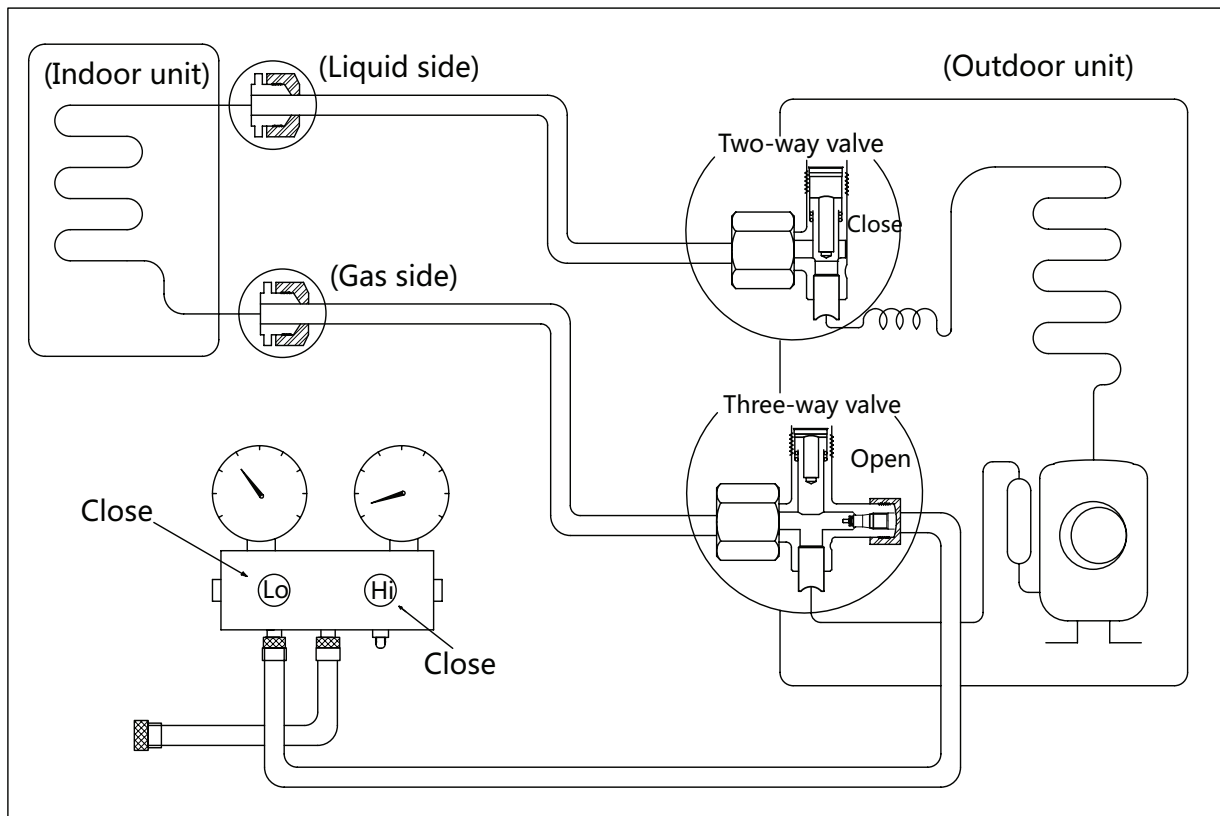 (Indoor unit)
(Liquid side)
(Outdoor unit)
Two-way valve
Close
(Gas side)
Three-way valve
Open
Close
Lo
Hi
Close